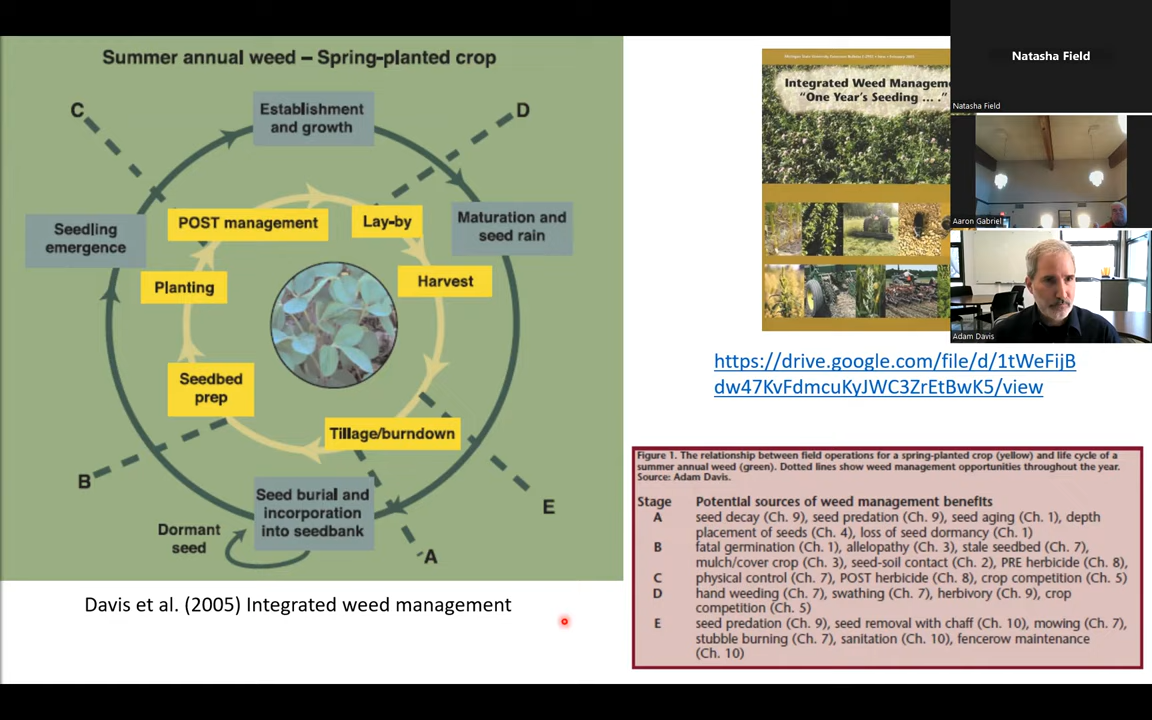 Summer annual weed – Spring-planted crop
C
Establishment
and growth
D
POST management
Lay-by
Seedling
emergence
Maturation and
seed rain
Planting
Harvest
Seedbed
prep
Tillage/burndown
B
Seed burial and
incorporation
into seedbank
E
Dormant
seed
A
Davis et al. (2005) Integrated weed management
Integrated Weed Managem
"One Year's Seeding ... ."
Natasha Field
Natasha Field
Aaron Gabriel
Adam Davis
https://drive.google.com/file/d/1tWeFijB
dw47KvFdmcuKyJWC3ZrEtBwK5/view
Figure 1. The relationship between field operations for a spring-planted crop (yellow) and life cycle of a
summer annual weed (green). Dotted lines show weed management opportunities throughout the year.
Source: Adam Davis.
Stage Potential sources of weed management benefits
A seed decay (Ch. 9), seed predation (Ch. 9), seed aging (Ch. 1), depth
placement of seeds (Ch. 4), loss of seed dormancy (Ch. 1)
B fatal germination (Ch. 1), allelopathy (Ch. 3), stale seedbed (Ch. 7),
mulch/cover crop (Ch. 3), seed-soil contact (Ch. 2), PRE herbicide (Ch. 8),
C physical control (Ch. 7), POST herbicide (Ch. 8), crop competition (Ch. 5)
D hand weeding (Ch. 7), swathing (Ch. 7), herbivory (Ch. 9), crop
competition (Ch. 5)
E seed predation (Ch. 9), seed removal with chaff (Ch. 10), mowing (Ch. 7),
stubble burning (Ch. 7), sanitation (Ch. 10), fencerow maintenance
(Ch. 10)